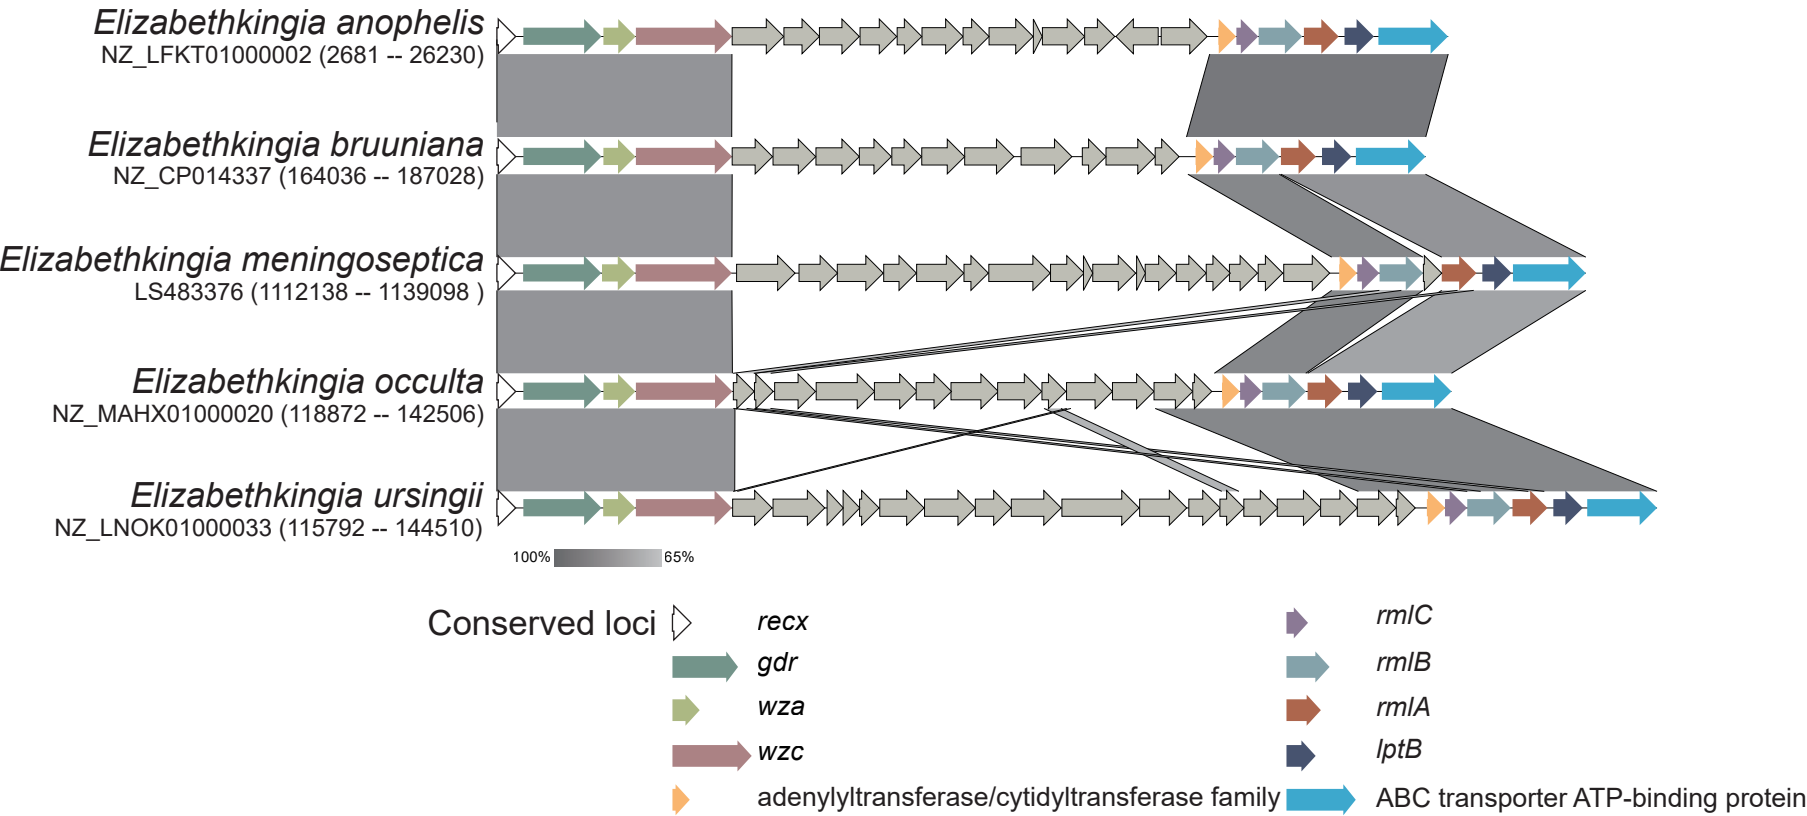 Elizabethkingia anophelis
NZ_LFKT01000002 (2681 -- 26230)
Elizabethkingia bruuniana
NZ_CP014337 (164036 -- 187028)
Elizabethkingia meningoseptica
LS483376 (1112138 -- 1139098 )
Elizabethkingia occulta
NZ_MAHX01000020 (118872 -- 142506)
Elizabethkingia ursingii
NZ_LNOK01000033 (115792 -- 144510)
100% 65%
Conserved loci
recx
gdr
wza
wzc
adenylyltransferase/cytidyltransferase family
rmlC
rmlB
rmlA
lptB
ABC transporter ATP-binding protein